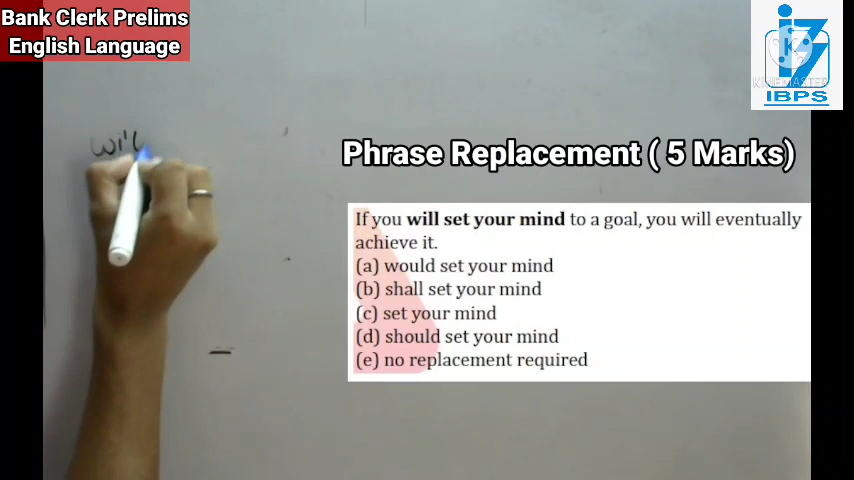 Bank Clerk Prelims
English Language
KINEMASTER
IBPS
Phrase Replacement ( 5 Marks)
If you will set your mind to a goal, you will eventually
achieve it.
(a) would set your mind
(b) shall set your mind
(c) set your mind
(d) should set your mind
(e) no replacement required